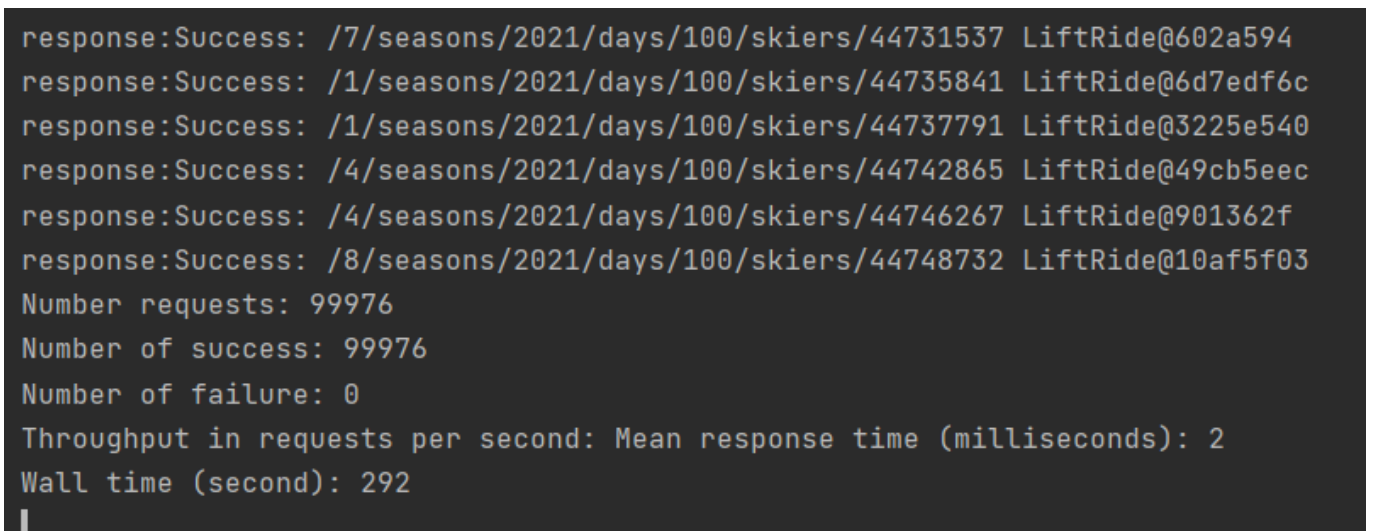 response:Success: /7/seasons/2021/days/100/skiers/44731537 LiftRide@602a594
response:Success: /1/seasons/2021/days/100/skiers/44735841 LiftRide@6d7edf6c
response:Success: /1/seasons/2021/days/100/skiers/44737791 LiftRide@3225e540
response:Success: /4/seasons/2021/days/100/skiers/44742865 LiftRide@49cb5eec
response:Success: /4/seasons/2021/days/100/skiers/44746267 LiftRide@901362f
response:Success: /8/seasons/2021/days/100/skiers/44748732 LiftRide@10af5f03
Number requests: 99976
Number of success: 99976
Number of failure: 0
Throughput in requests per second: Mean response time (milliseconds): 2
Wall time (second): 292